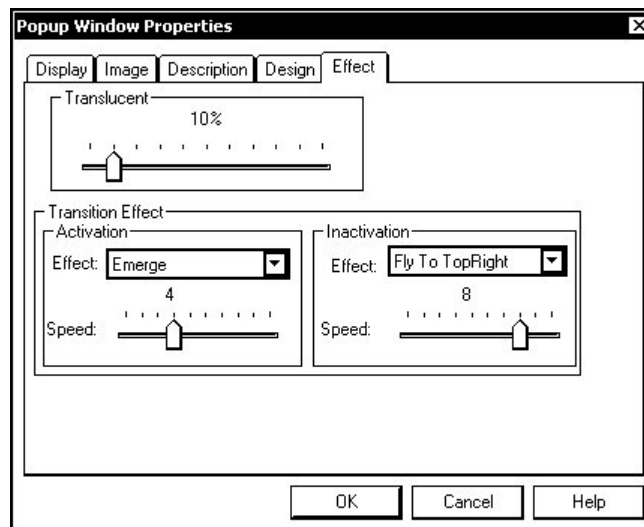 Popup Window Properties
Display Image Description Design Effect
Translucent
10%
Transition Effect
Activation
Effect: Emerge
4
Speed:
Inactivation
Effect: Fly To TopRight
8
Speed:
OK Cancel Help